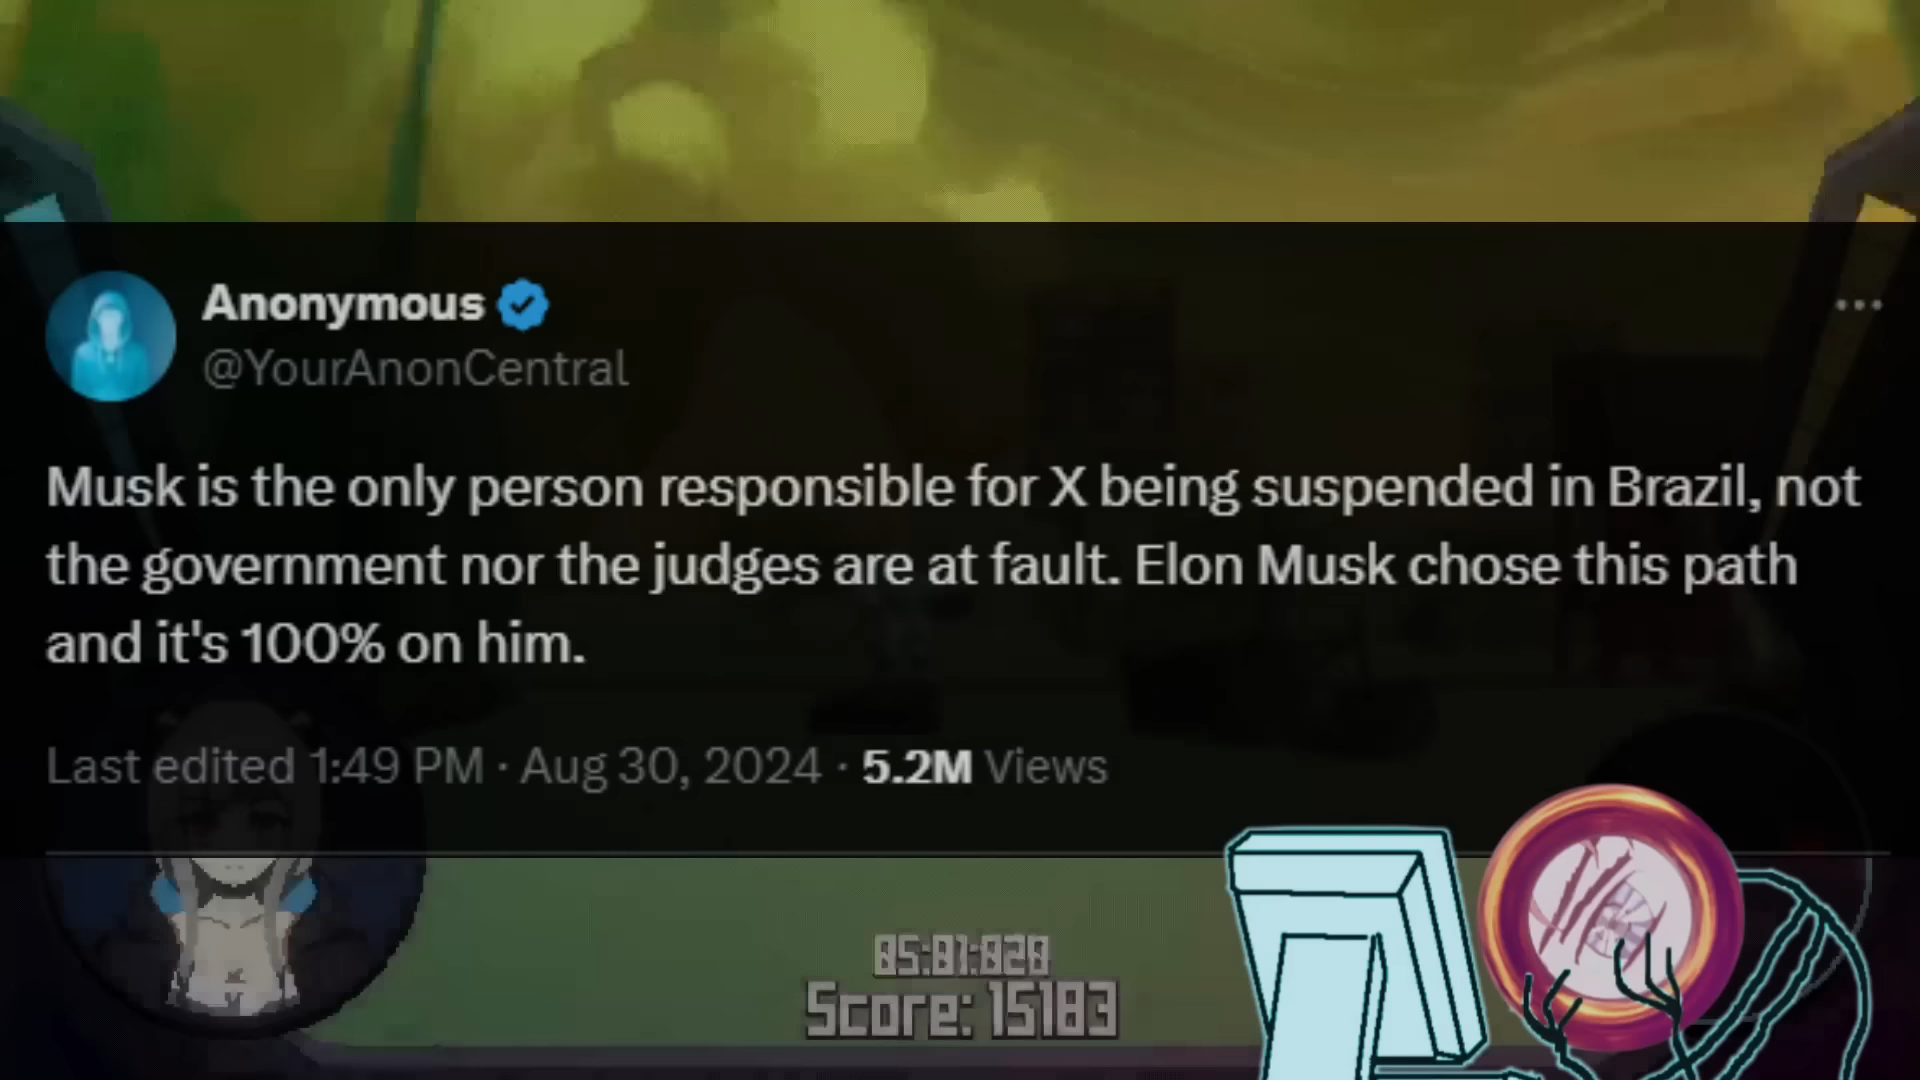 Anonymous
@YourAnonCentral
Musk is the only person responsible for X being suspended in Brazil, not
the government nor the judges are at fault. Elon Musk chose this path
and it's 100% on him.
Last edited 1:49 PM · Aug 30, 2024 · 5.2M Views
05:01:020
Score: 15183